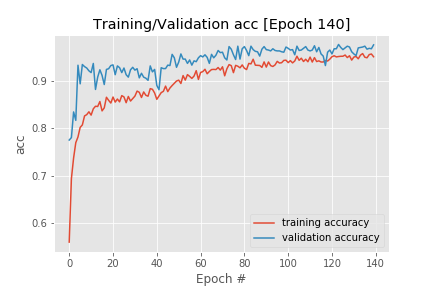 Training/Validation acc [Epoch 140]
acc
0.9
0.8
0.7
0.6
training accuracy
validation accuracy
0 20 40 60 80 100 120 140
Epoch #